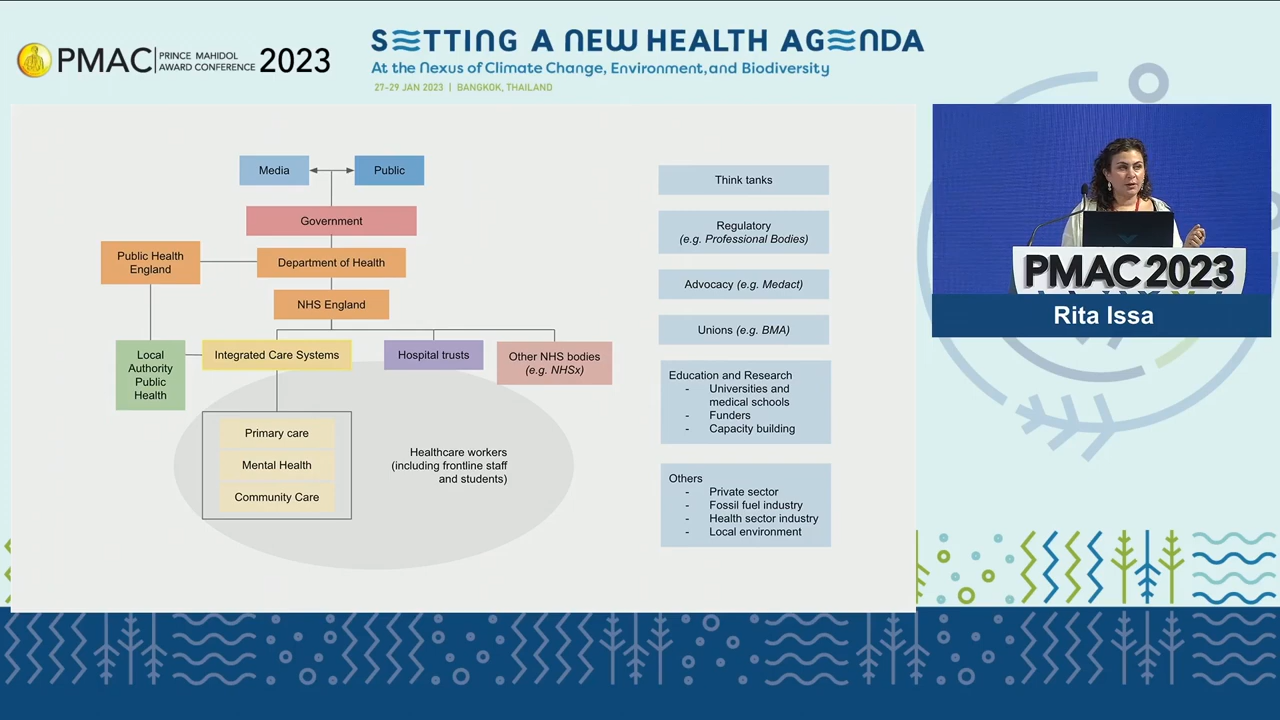 PMAC
PRINCE MAHIDOL
AWARD CONFERENCE
2023
SETTING A NEW HEALTH AGENDA
At the Nexus of Climate Change, Environment, and Biodiversity
27-29 JAN 2023 | BANGKOK, THAILAND
Media
Public
Government
Public Health
England
Department of Health
NHS England
Local
Authority
Public
Health
Integrated Care Systems
Hospital trusts
Other NHS bodies
(e.g. NHSx)
Primary care
Mental Health
Community Care
Healthcare workers
(including frontline staff
and students)
Think tanks
Regulatory
(e.g. Professional Bodies)
Advocacy (e.g. Medact)
Unions (e.g. BMA)
Education and Research
- Universities and
medical schools
- Funders
- Capacity building
Others
- Private sector
- Fossil fuel industry
- Health sector industry
- Local environment
PMAC 2023
Rita Issa